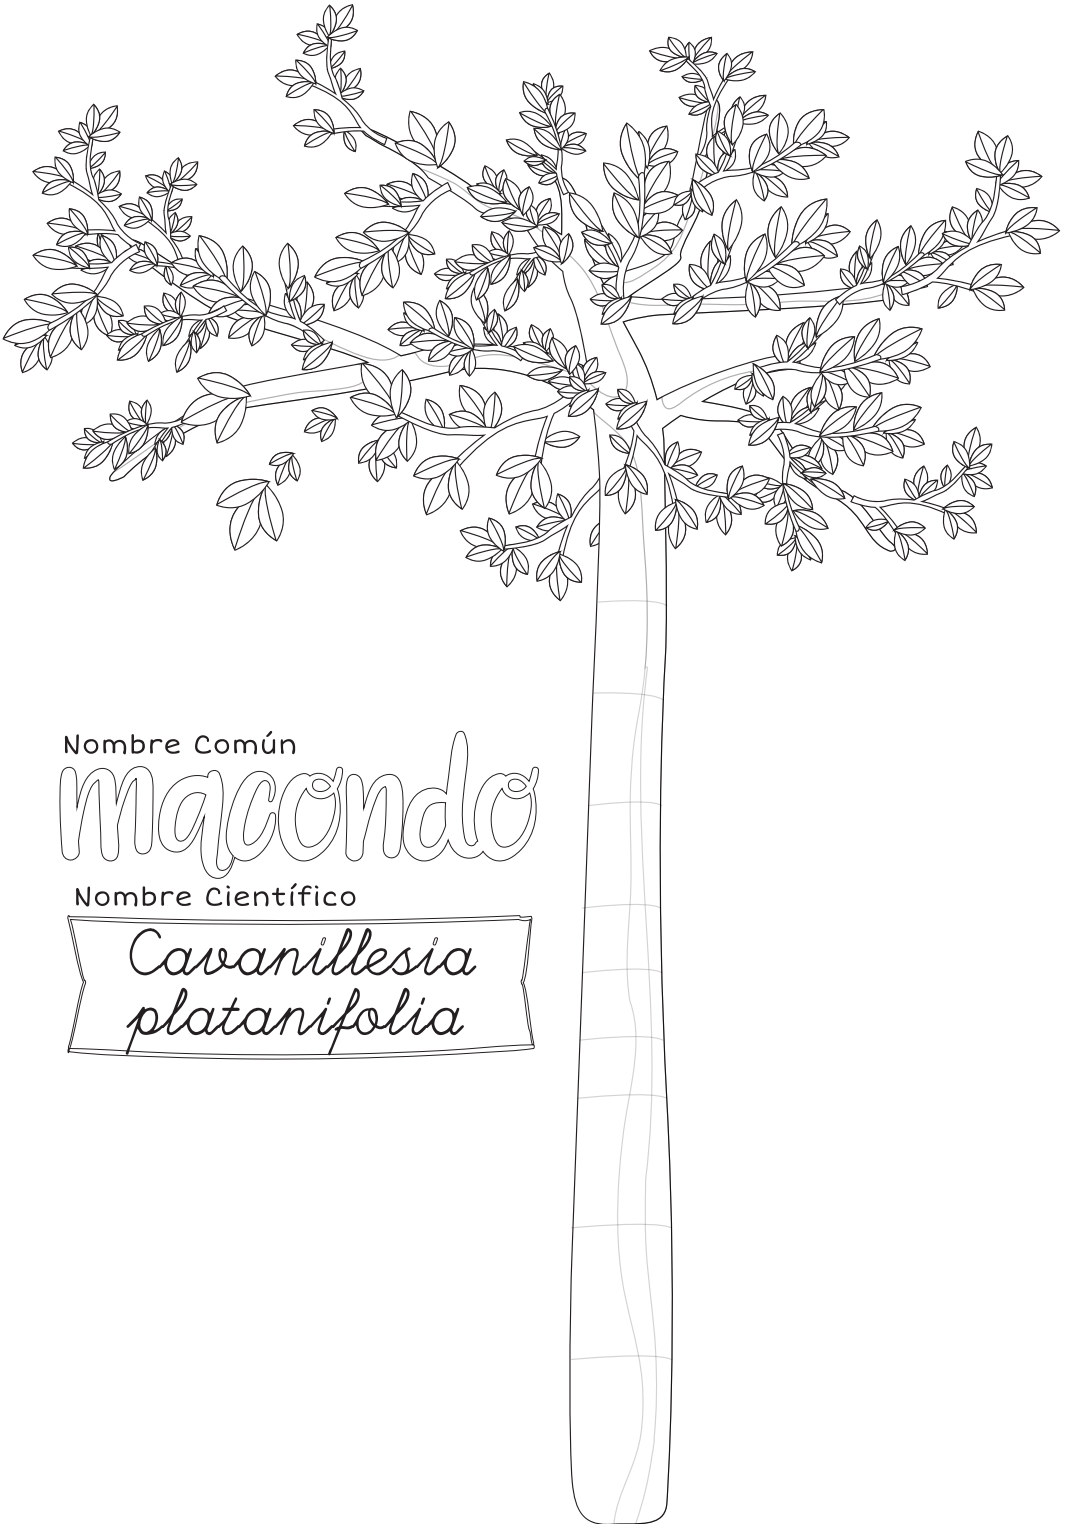 Nombre Común
macondo
Nombre Científico
Cavanillesia
platanifolia